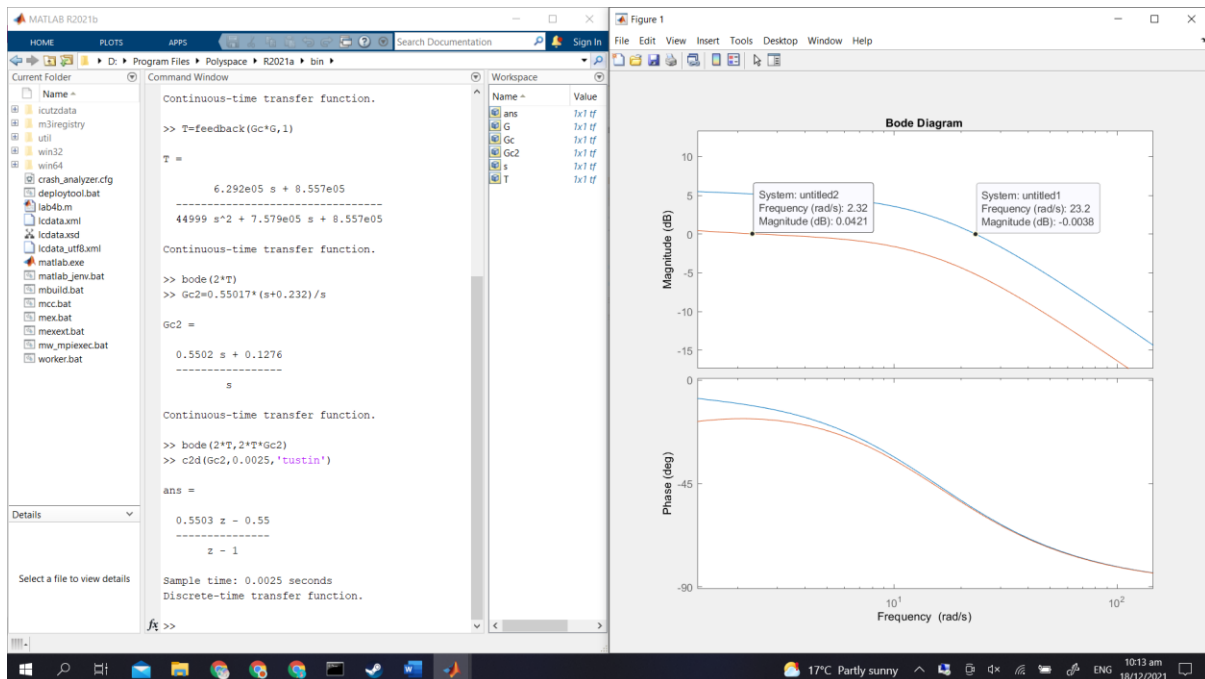 MATLAB R2021b
HOME PLOTS APPS Search Documentation Sign In
D: Program Files Polyspace R2021a bin
Current Folder
Name
icutzdata
m3iregistry
util
win32
win64
crash_analyzer.cfg
deploytool.bat
lab4b.m
lcdata.xml
lcdata.xsd
lcdata_utf8.xml
matlab.exe
matlab_jenv.bat
mbuild.bat
mcc.bat
mex.bat
mexext.bat
mw_mpiexec.bat
worker.bat
Details
Select a file to view details
Command Window
Continuous-time transfer function.
>> T=feedback(Gc*G,1)
T =
6.292e05 s + 8.557e05
---------------------------------
44999 s^2 + 7.579e05 s + 8.557e05
Continuous-time transfer function.
>> bode(2*T)
>> Gc2=0.55017*(s+0.232)/s
Gc2 =
0.5502 s + 0.1276
-----------------
s
Continuous-time transfer function.
>> bode(2*T,2*T*Gc2)
>> c2d(Gc2,0.0025,'tustin')
ans =
0.5503 z - 0.55
---------------
z - 1
Sample time: 0.0025 seconds
Discrete-time transfer function.
fx >>
Workspace
Name Value
ans 1x1 tf
G 1x1 tf
Gc 1x1 tf
Gc2 1x1 tf
s 1x1 tf
T 1x1 tf
Figure 1
File Edit View Insert Tools Desktop Window Help
Bode Diagram
Magnitude (dB)
10
5
0
-5
-10
-15
System: untitled2
Frequency (rad/s): 2.32
Magnitude (dB): 0.0421
System: untitled1
Frequency (rad/s): 23.2
Magnitude (dB): -0.0038
Phase (deg)
0
-45
-90
10^1 10^2
Frequency (rad/s)
17°C Partly sunny ENG 10:13 am
18/12/2021